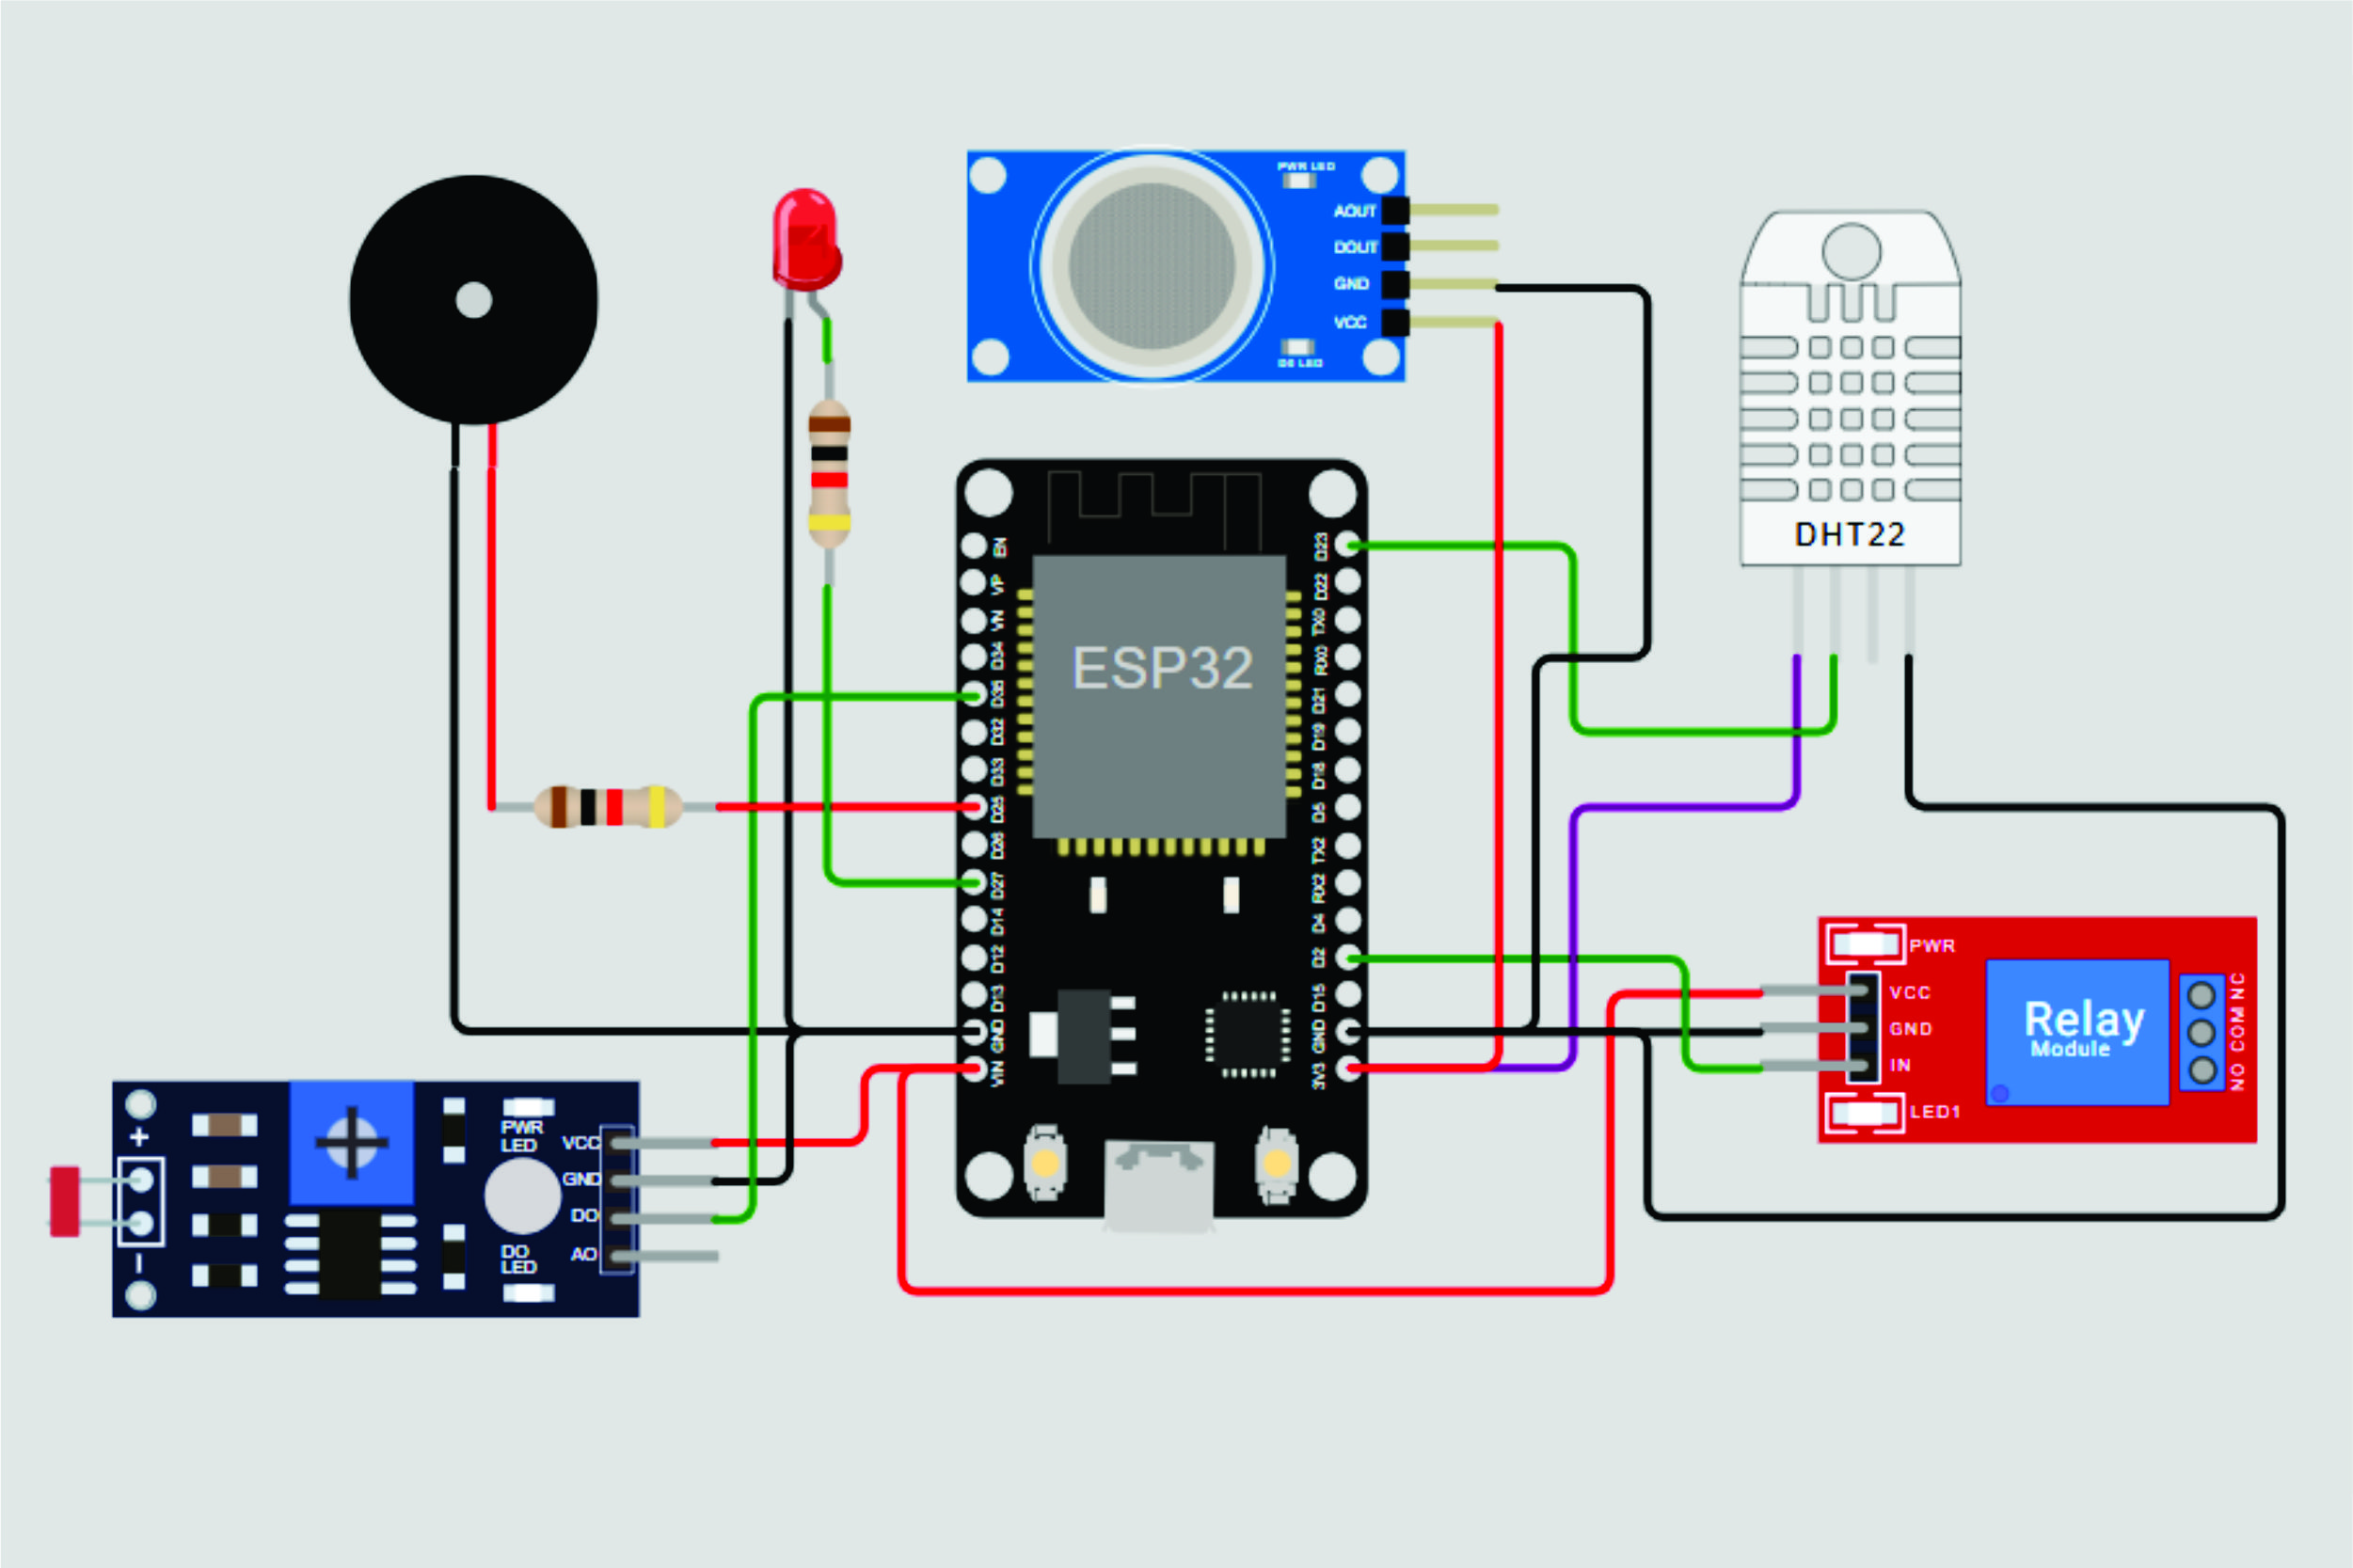 PWR LED
AOUT
DOUT
GND
VCC
D0 LED
DHT22
ESP32
EN
VP
VN
D34
D35
D32
D33
D25
D26
D27
D14
D12
D13
GND
VIN
D23
D22
TX0
RX0
D21
D19
D18
D5
TX2
RX2
D4
D2
D15
GND
3V3
PWR
VCC
GND
IN
LED1
Relay
Module
NO COM NC
+
PWR
LED
VCC
GND
DO
AO
DO
LED